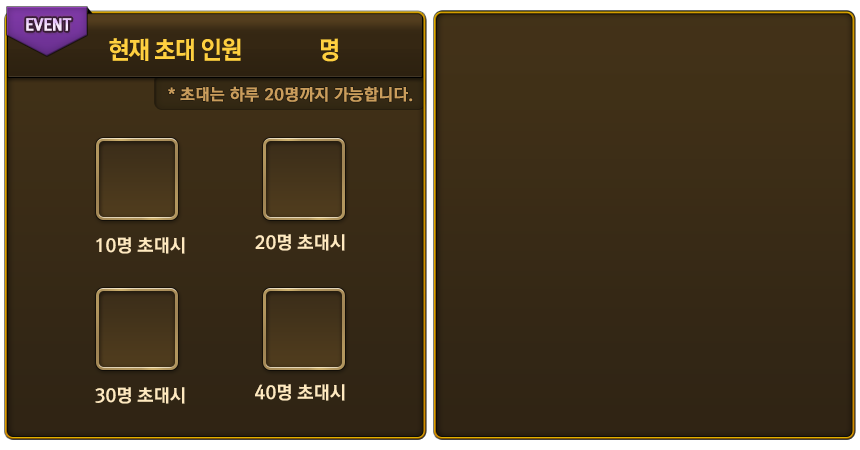 EVENT
현재 초대 인원 명
* 초대는 하루 20명까지 가능합니다.
10명 초대시
20명 초대시
30명 초대시
40명 초대시